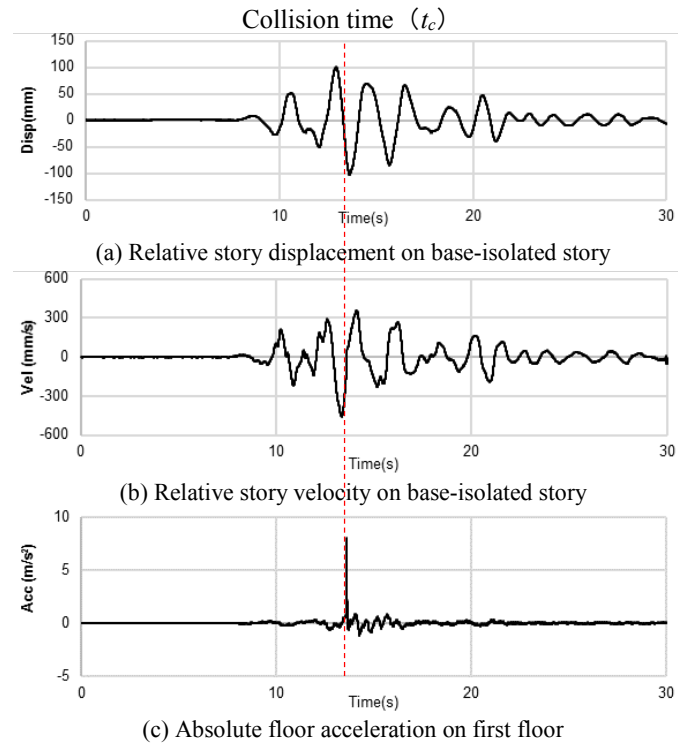 Collision time（tc）
150
100
50
0
-50
-100
-150
Disp(mm)
0 10 20 30
Time(s)
(a) Relative story displacement on base-isolated story
600
300
0
-300
-600
Vel (mm/s)
0 10 20 30
Time(s)
(b) Relative story velocity on base-isolated story
10
5
0
-5
Acc (m/s²)
0 10 20 30
Time(s)
(c) Absolute floor acceleration on first floor